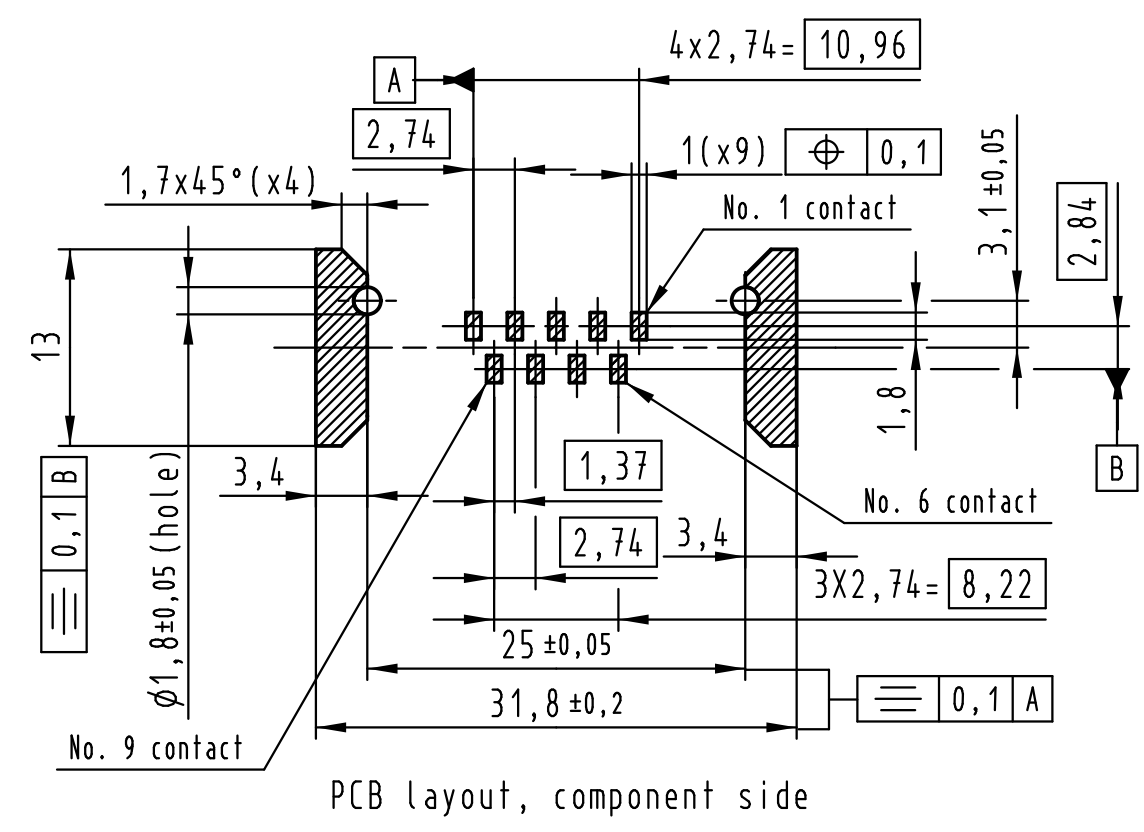 4x2,74= 10,96
A
2,74
1(x9) ⌖ 0,1
1,7x45°(x4)
No. 1 contact
3,1±0,05
2,84
13
1,8
B
1,37
3,4
No. 6 contact
⌯ 0,1 B
Ø1,8±0,05(hole)
2,74
3,4
3X2,74= 8,22
25±0,05
31,8±0,2
⌯ 0,1 A
No. 9 contact
PCB layout, component side